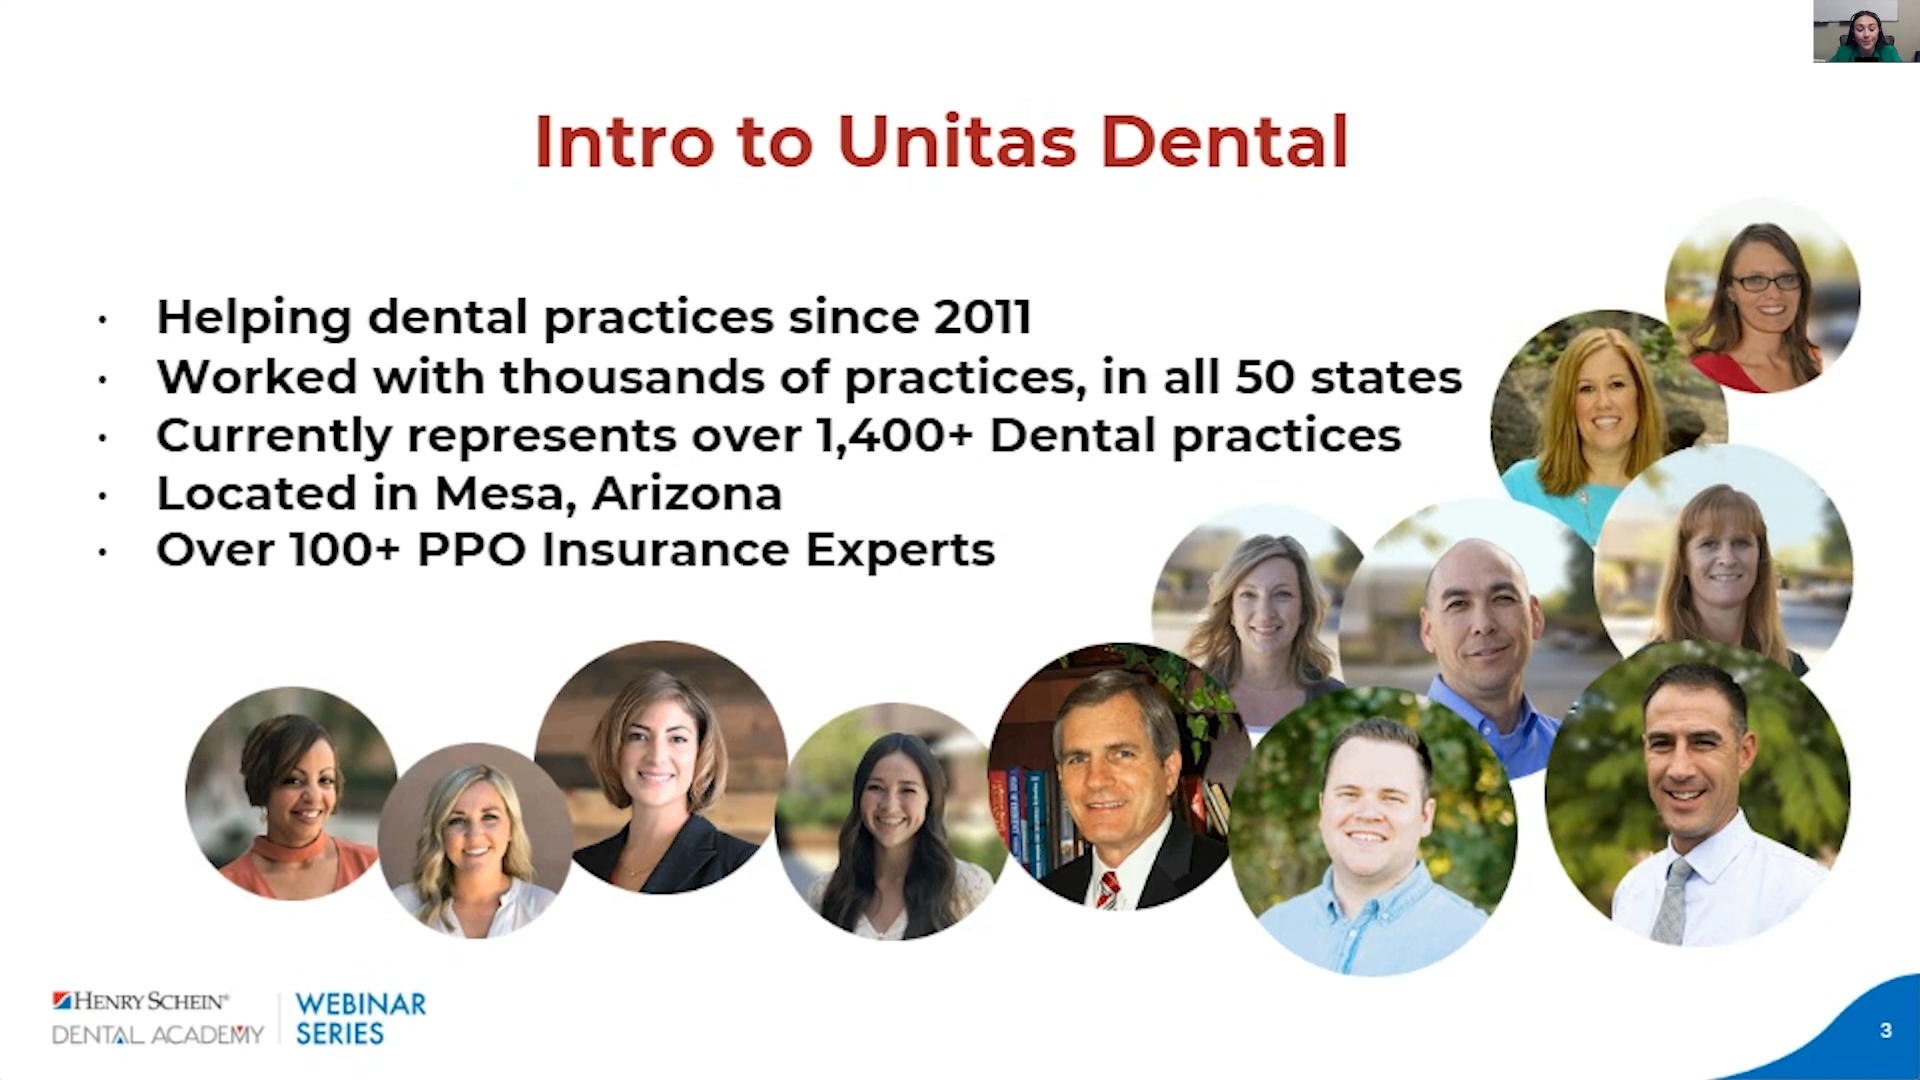 Intro to Unitas Dental
· Helping dental practices since 2011
· Worked with thousands of practices, in all 50 states
· Currently represents over 1,400+ Dental practices
· Located in Mesa, Arizona
· Over 100+ PPO Insurance Experts
HENRY SCHEIN®
DENTAL ACADEMY
WEBINAR
SERIES
3